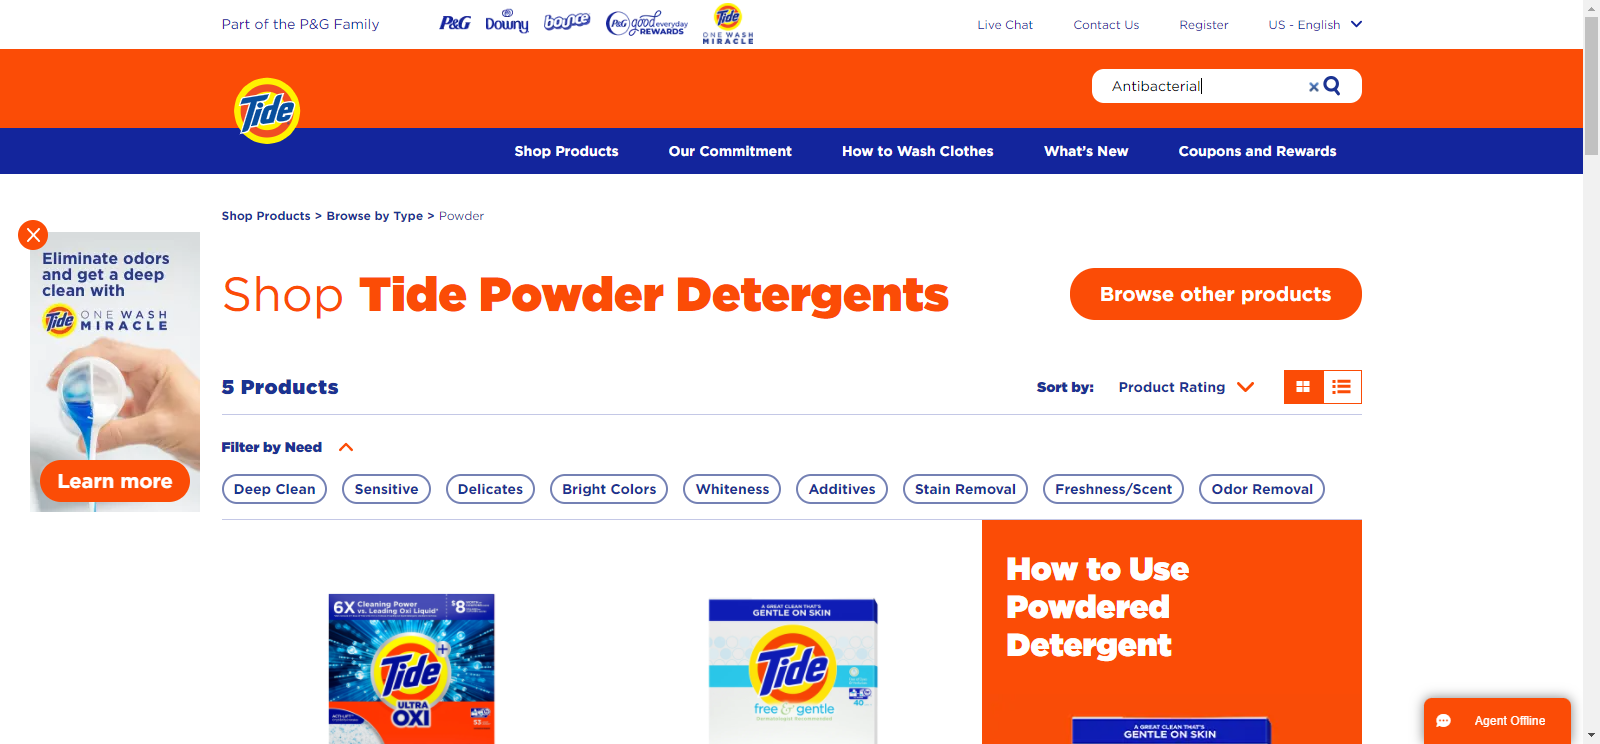 Part of the P&G Family
P&G
Downy
bounce
P&G good everyday
REWARDS
Tide
ONE WASH
MIRACLE
Live Chat
Contact Us
Register
US - English
Antibacterial
Tide
Shop Products
Our Commitment
How to Wash Clothes
What's New
Coupons and Rewards
Shop Products > Browse by Type > Powder
Eliminate odors
and get a deep
clean with
Tide ONE WASH
MIRACLE
Learn more
Shop Tide Powder Detergents
Browse other products
5 Products
Sort by: Product Rating
Filter by Need
Deep Clean
Sensitive
Delicates
Bright Colors
Whiteness
Additives
Stain Removal
Freshness/Scent
Odor Removal
6X Cleaning Power
vs. Leading Oxi Liquid*
$8
Tide+
ULTRA
OXI
53
A GREAT CLEAN THAT'S
GENTLE ON SKIN
Tide
free & gentle
Dermatologist Recommended
40
How to Use
Powdered
Detergent
A GREAT CLEAN THAT'S
GENTLE ON SKIN
Agent Offline